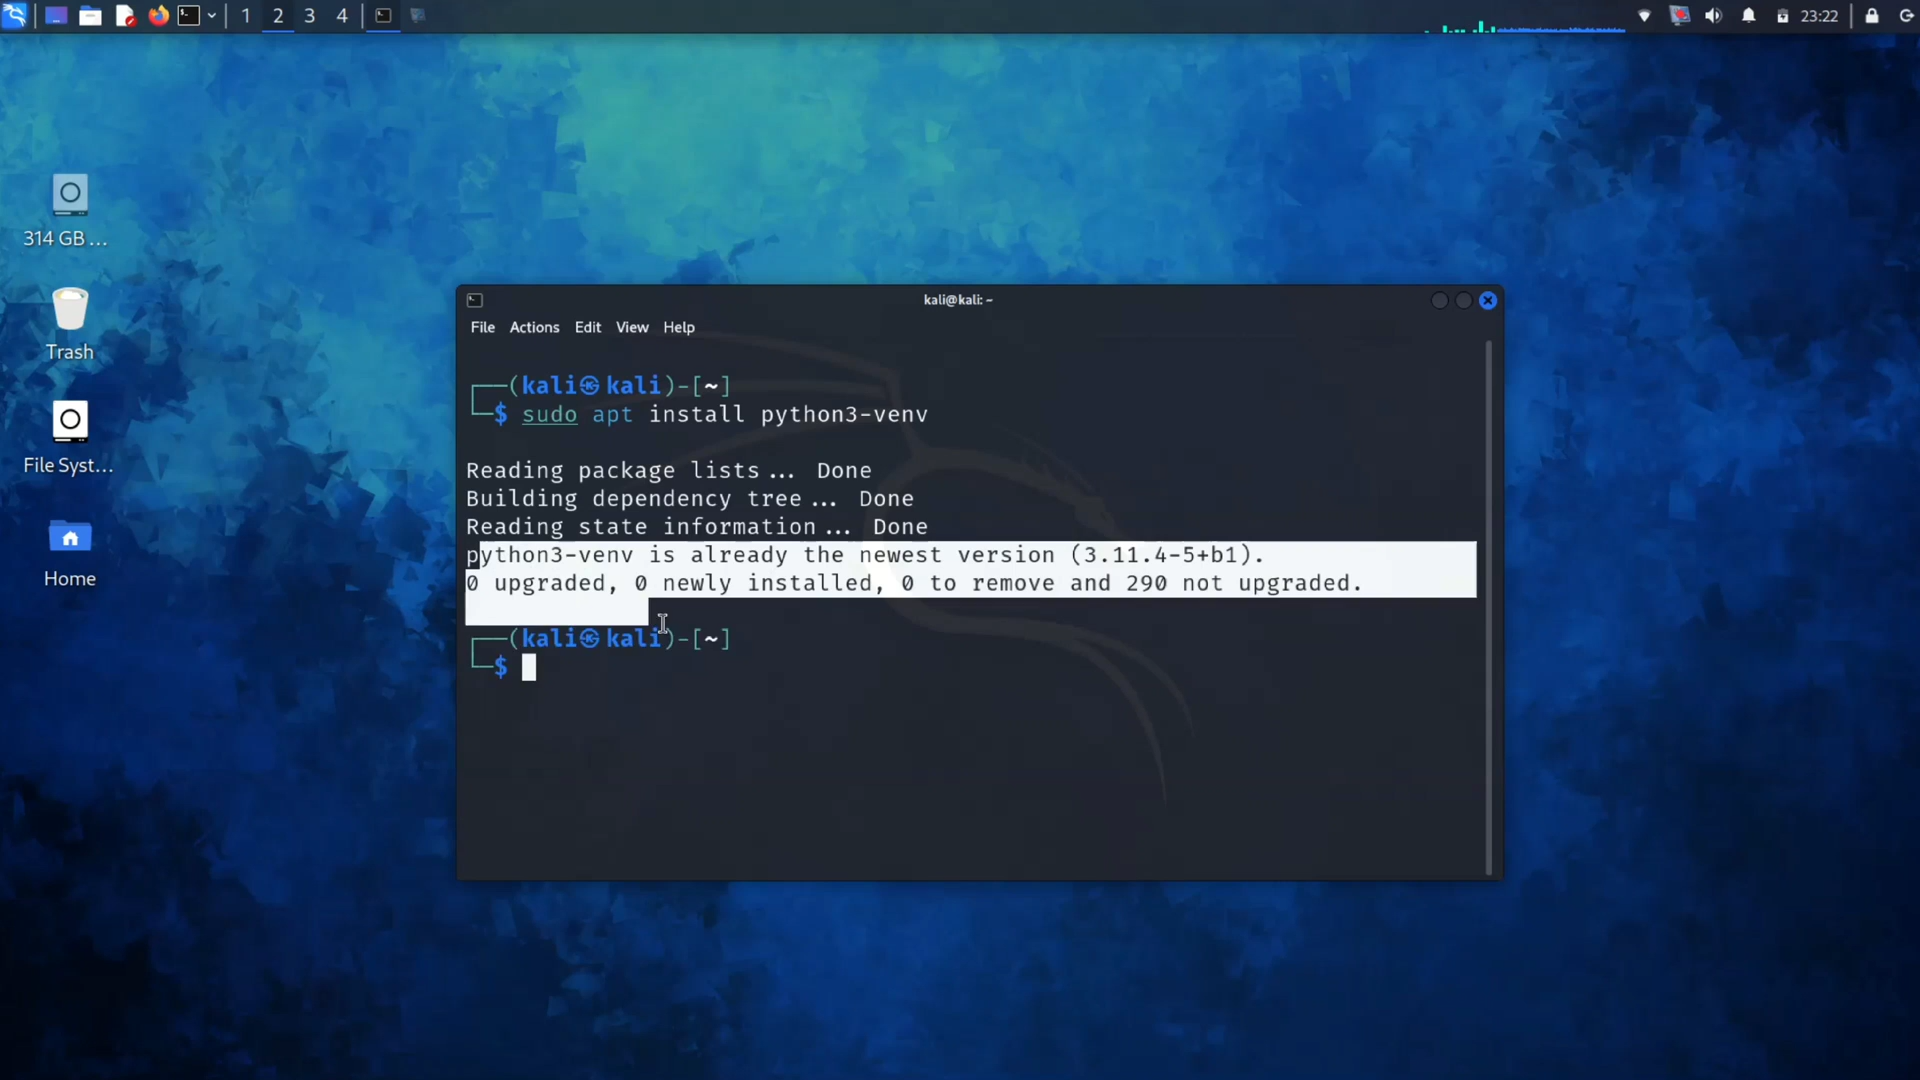 1 2 3 4
23:22
314 GB ...
Trash
File Syst...
Home
kali@kali: ~
File Actions Edit View Help
┌──(kali㉿kali)-[~]
└─$ sudo apt install python3-venv
Reading package lists... Done
Building dependency tree... Done
Reading state information... Done
python3-venv is already the newest version (3.11.4-5+b1).
0 upgraded, 0 newly installed, 0 to remove and 290 not upgraded.
┌──(kali㉿kali)-[~]
└─$